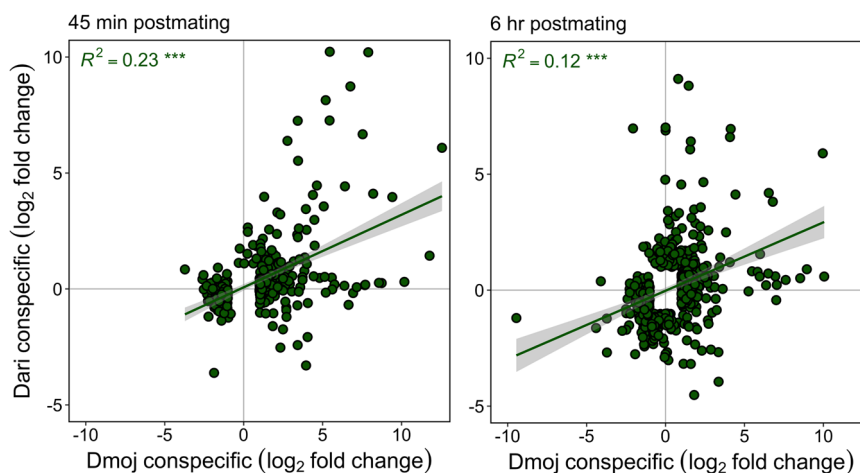 45 min postmating
6 hr postmating
R² = 0.23 ***
R² = 0.12 ***
Dari conspecific (log₂ fold change)
10
5
0
-5
10
5
0
-5
-10
-5
0
5
10
-10
-5
0
5
10
Dmoj conspecific (log₂ fold change)
Dmoj conspecific (log₂ fold change)